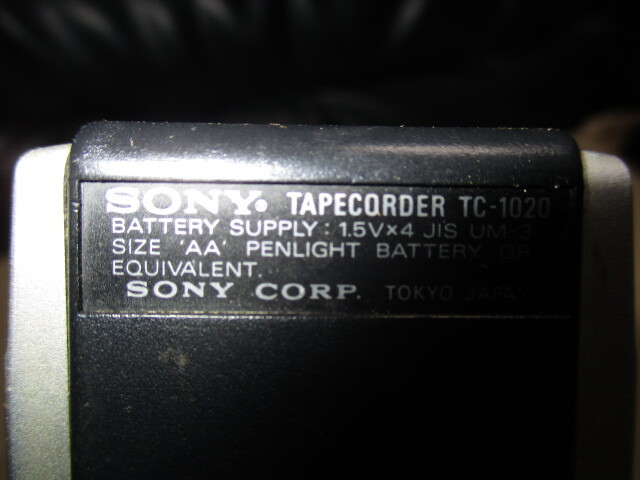 SONY. TAPECORDER TC-1020
BATTERY SUPPLY : 1.5V×4 JIS UM-3
SIZE 'AA' PENLIGHT BATTERY OR
EQUIVALENT.
SONY CORP. TOKYO JAPAN